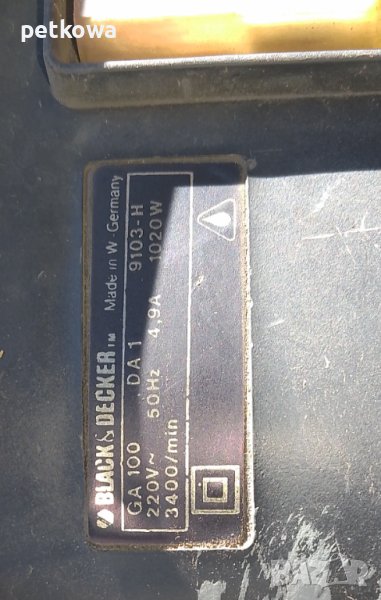 petkowa
BLACK & DECKER TM Made in W-Germany
GA 100 DA 1 9103-H
220V~ 50Hz 4,9A 1020W
3400/min
BAZAR